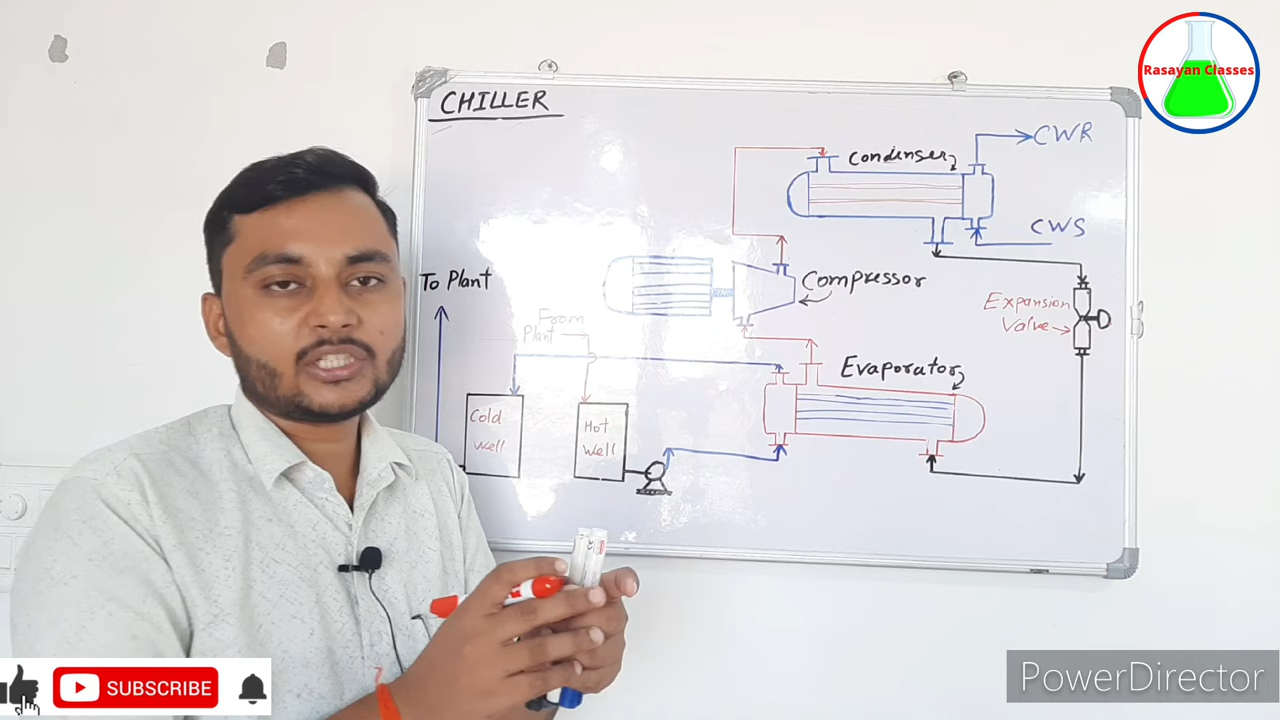 Rasayan Classes
CHILLER
Condenser
CWR
CWS
Compressor
To Plant
Expansion
Valve
From
Plant
Evaporator
Cold
Well
Hot
Well
SUBSCRIBE
PowerDirector